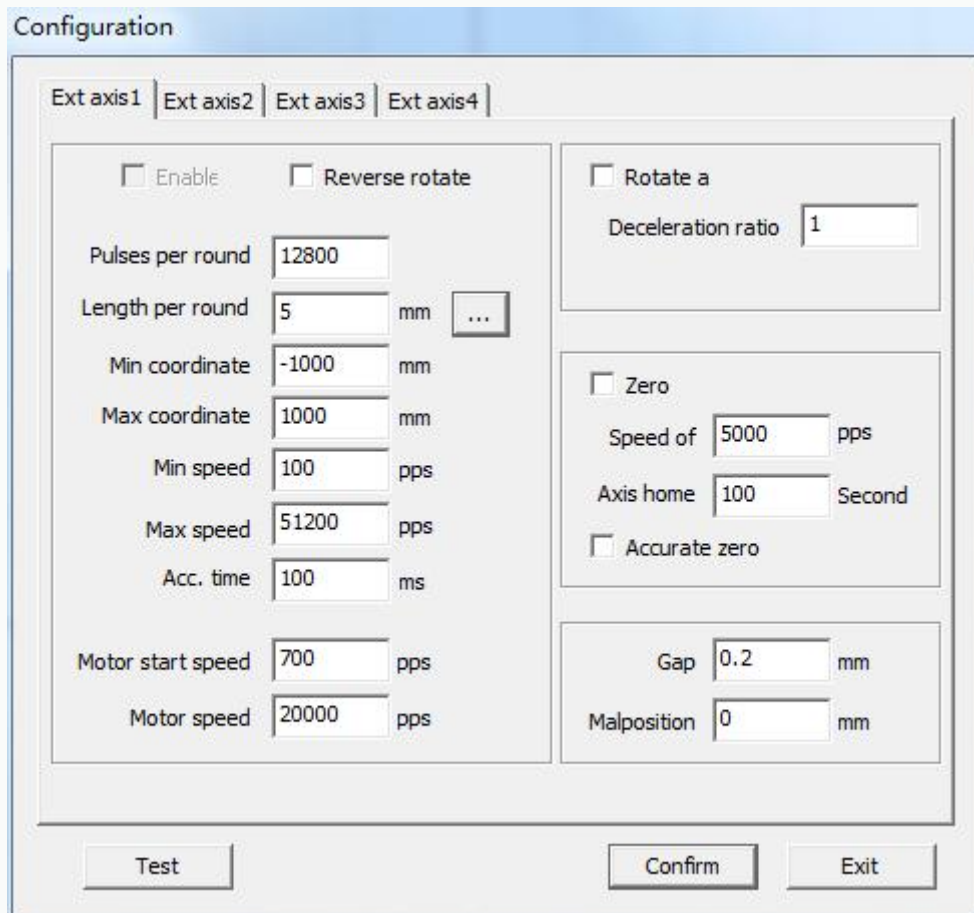 Configuration
Ext axis1 Ext axis2 Ext axis3 Ext axis4
Enable Reverse rotate
Pulses per round 12800
Length per round 5 mm ...
Min coordinate -1000 mm
Max coordinate 1000 mm
Min speed 100 pps
Max speed 51200 pps
Acc. time 100 ms
Motor start speed 700 pps
Motor speed 20000 pps
Rotate a
Deceleration ratio 1
Zero
Speed of 5000 pps
Axis home 100 Second
Accurate zero
Gap 0.2 mm
Malposition 0 mm
Test Confirm Exit